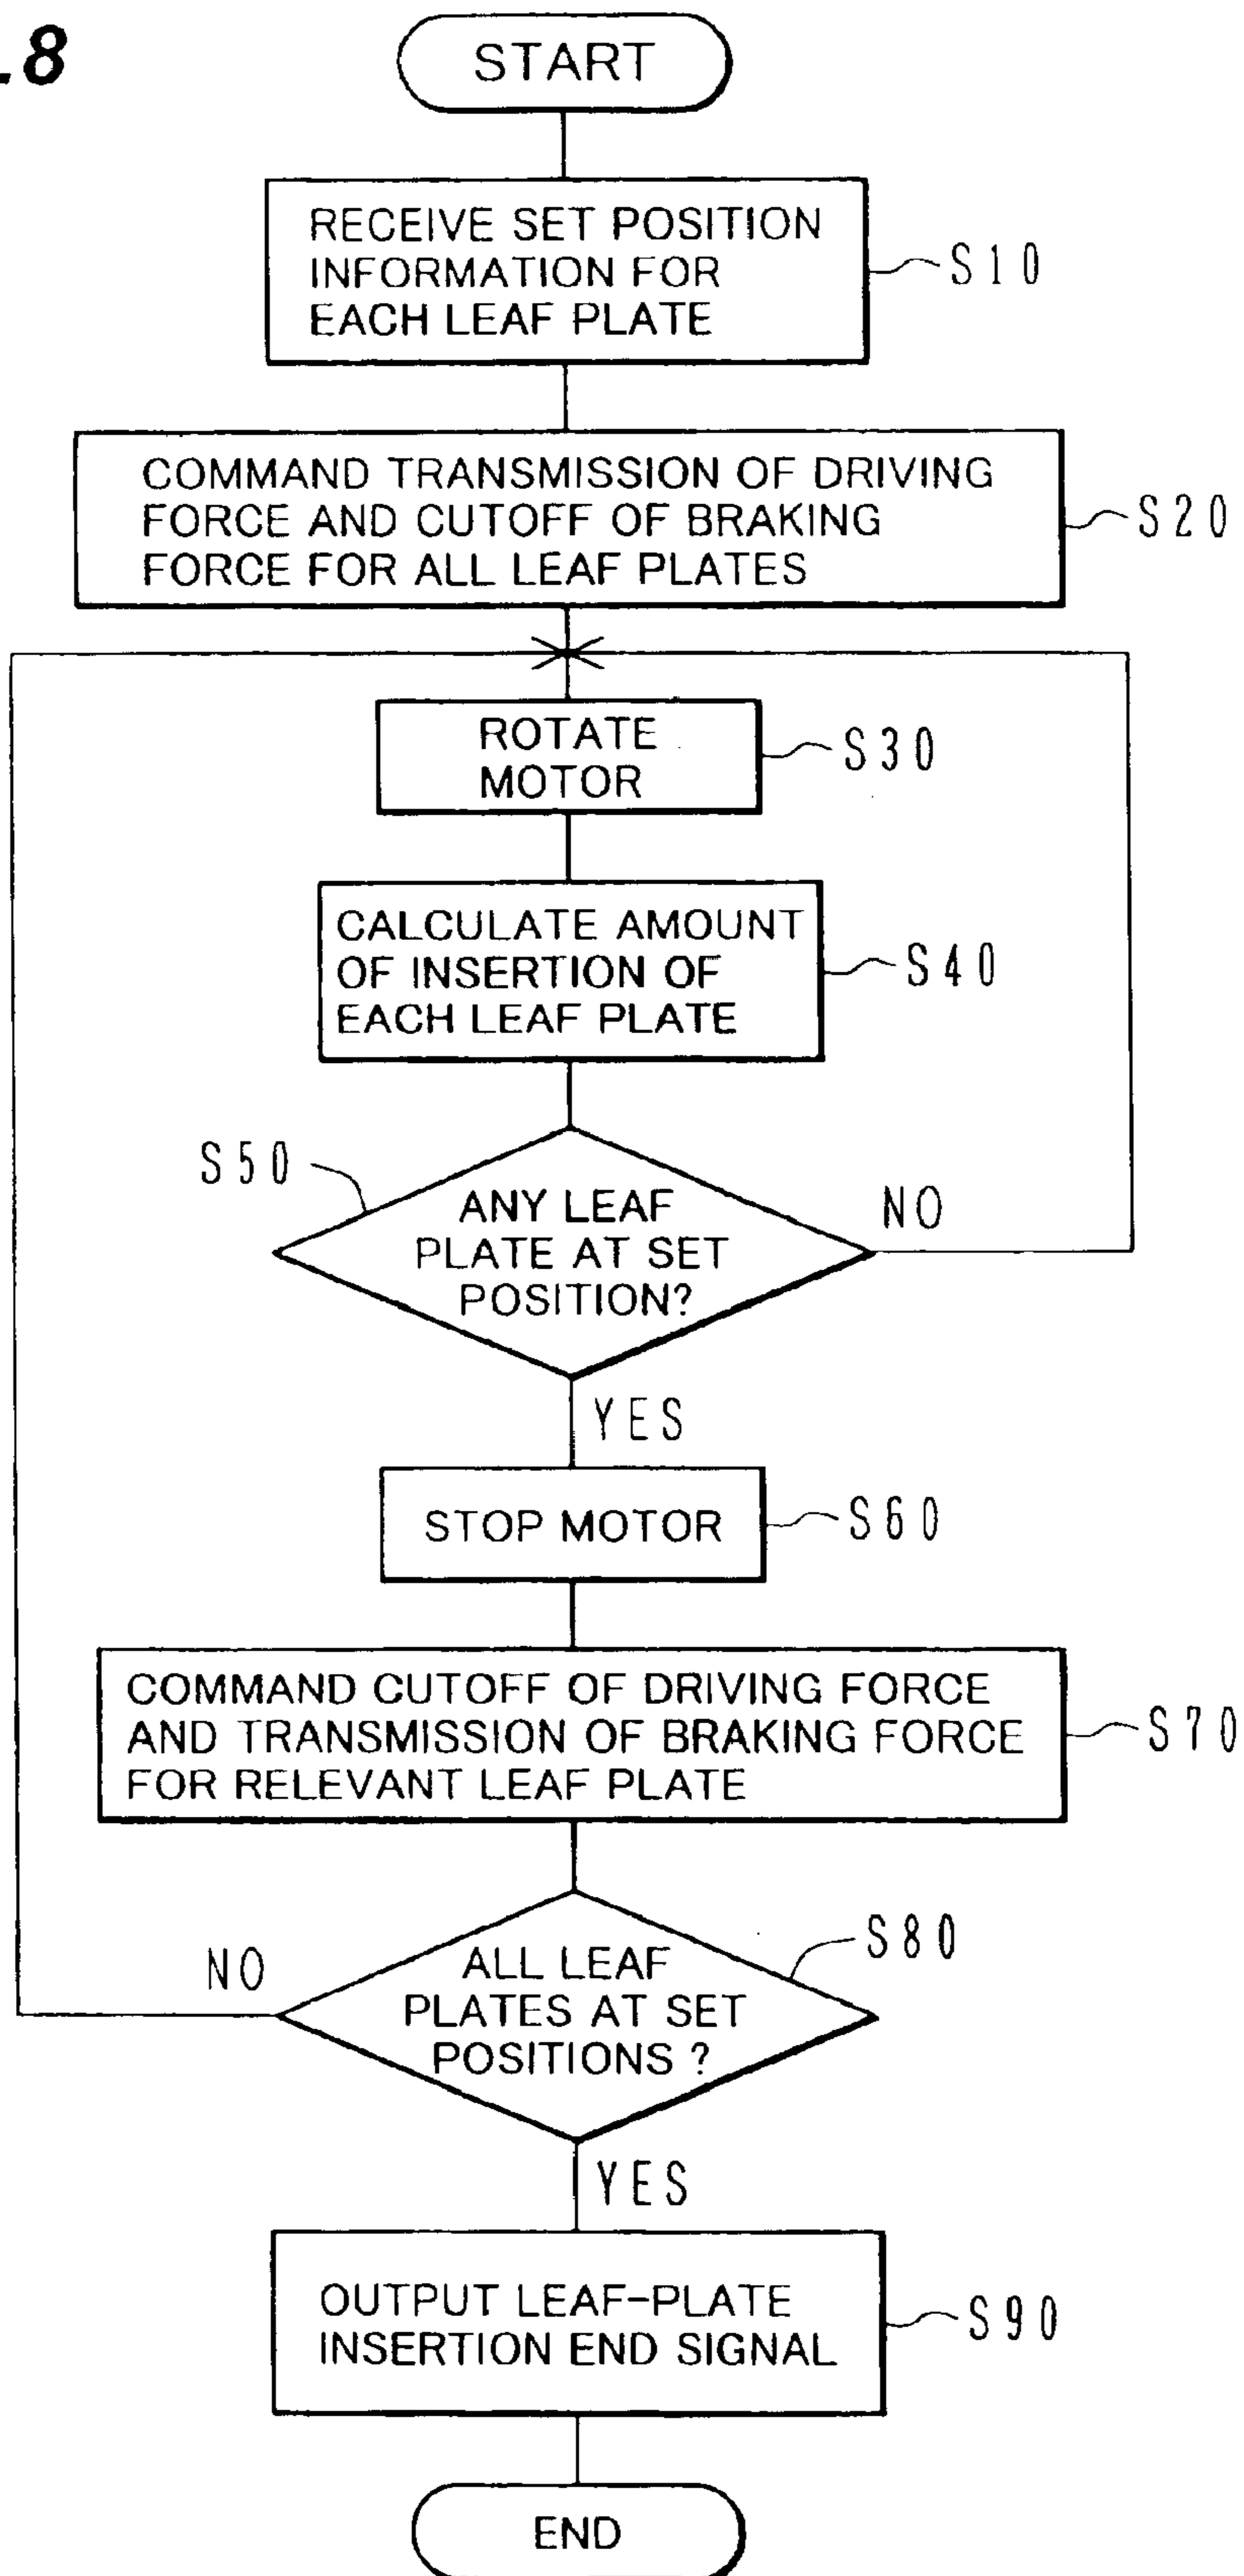 .8
START
RECEIVE SET POSITION
INFORMATION FOR
EACH LEAF PLATE
S10
COMMAND TRANSMISSION OF DRIVING
FORCE AND CUTOFF OF BRAKING
FORCE FOR ALL LEAF PLATES
S20
ROTATE
MOTOR
S30
CALCULATE AMOUNT
OF INSERTION OF
EACH LEAF PLATE
S40
S50
ANY LEAF
PLATE AT SET
POSITION?
NO
YES
STOP MOTOR
S60
COMMAND CUTOFF OF DRIVING FORCE
AND TRANSMISSION OF BRAKING FORCE
FOR RELEVANT LEAF PLATE
S70
NO
ALL LEAF
PLATES AT SET
POSITIONS ?
S80
YES
OUTPUT LEAF-PLATE
INSERTION END SIGNAL
S90
END